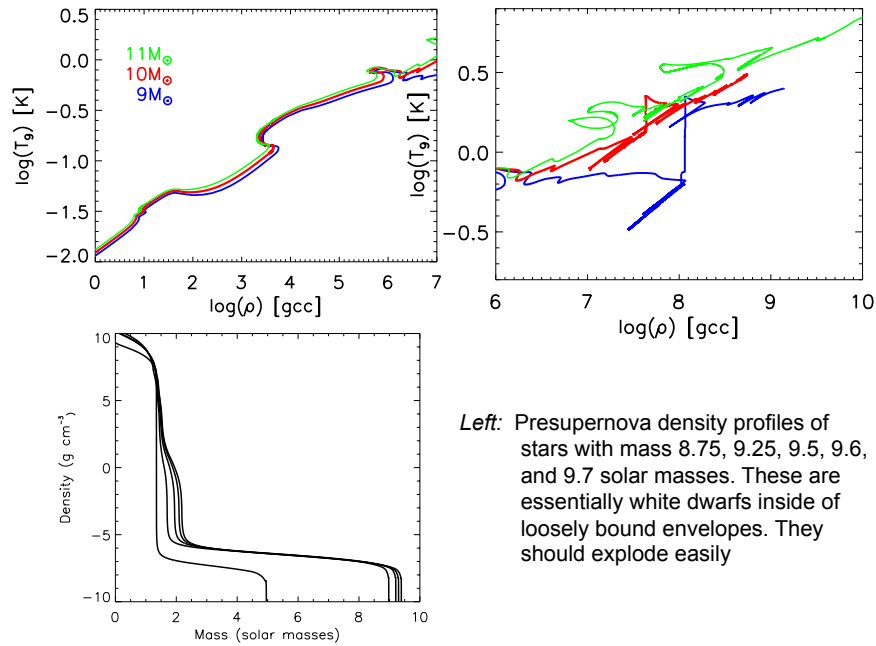 0.5
0.0
-0.5
-1.0
-1.5
-2.0
log(T₉) [K]
11M⊙
10M⊙
9M⊙
0 1 2 3 4 5 6 7
log(ρ) [gcc]
0.5
0.0
-0.5
log(T₉) [K]
6 7 8 9 10
log(ρ) [gcc]
10
5
0
-5
-10
Density (g cm⁻³)
0 2 4 6 8 10
Mass (solar masses)
Left: Presupernova density profiles of
stars with mass 8.75, 9.25, 9.5, 9.6,
and 9.7 solar masses. These are
essentially white dwarfs inside of
loosely bound envelopes. They
should explode easily